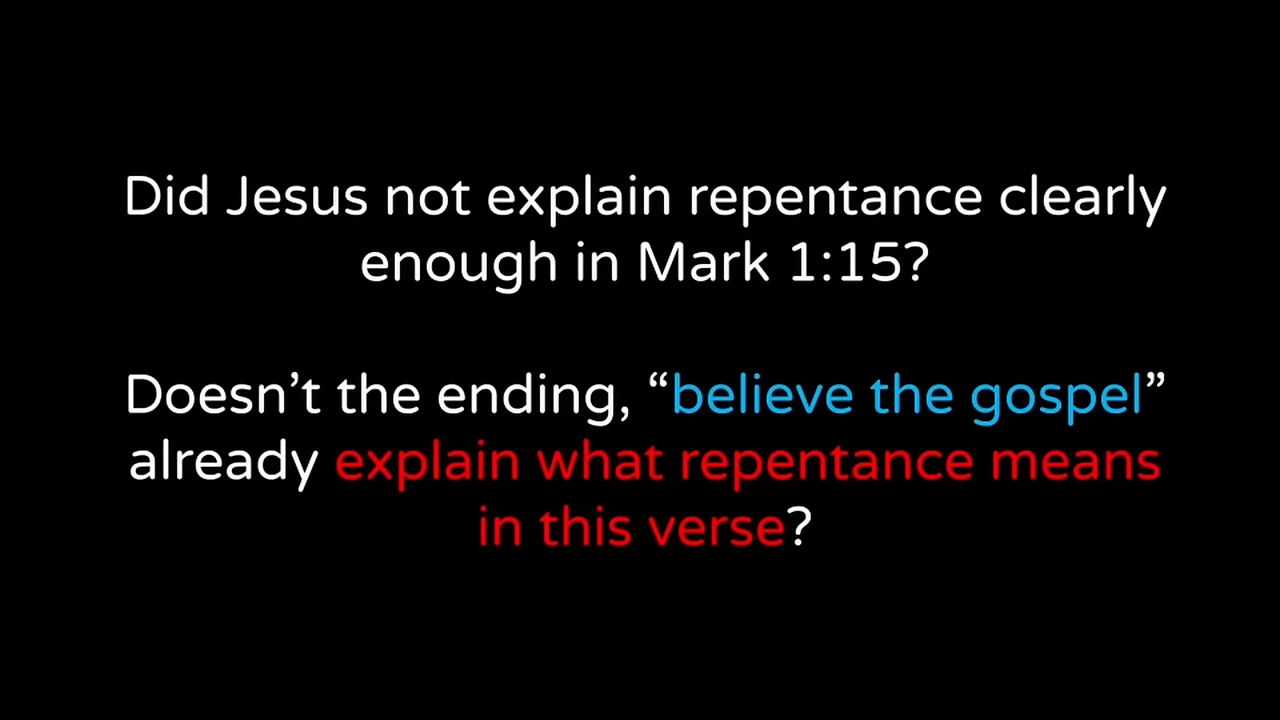 Did Jesus not explain repentance clearly
enough in Mark 1:15?
Doesn’t the ending, “believe the gospel”
already explain what repentance means
in this verse?